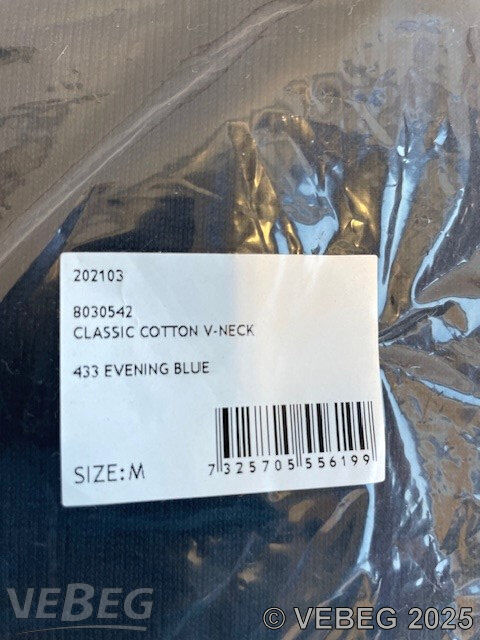 202103
8030542
CLASSIC COTTON V-NECK
433 EVENING BLUE
SIZE: M
7 325705 556199
VEBEG
© VEBEG 2025